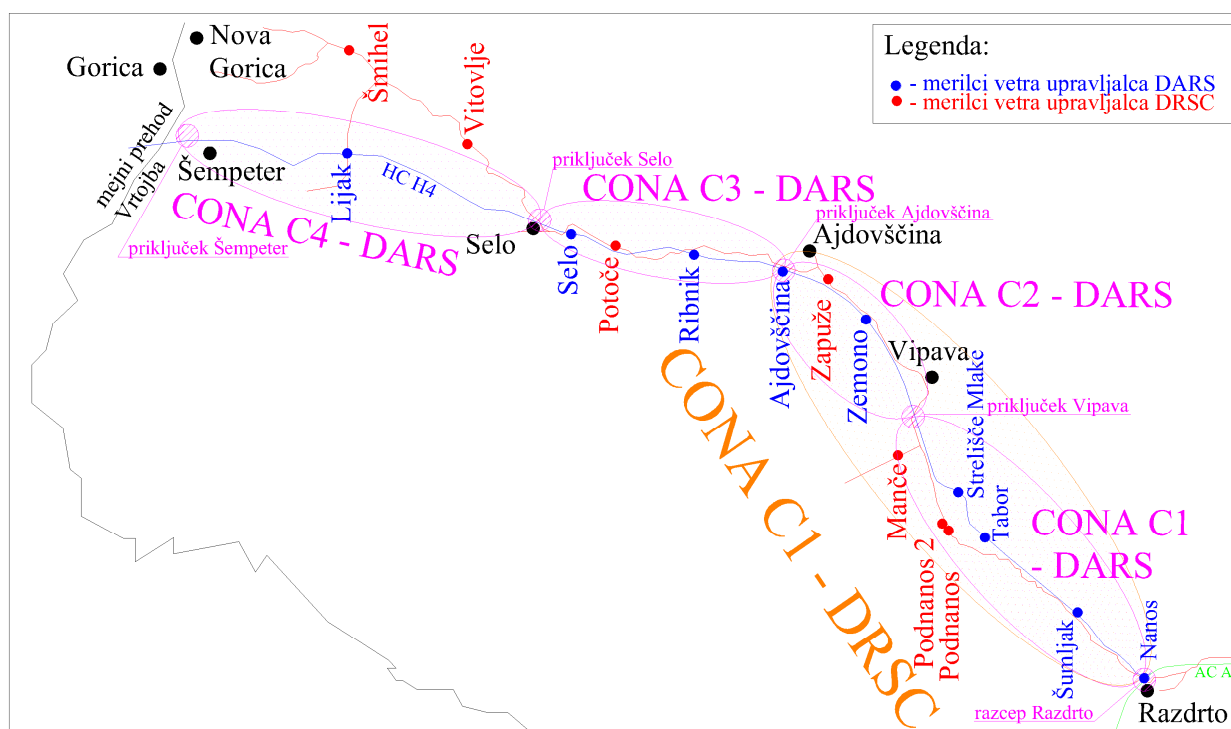 Nova
Gorica
Gorica
Šmihel
Vitovlje
Legenda:
- merilci vetra upravljalca DARS
- merilci vetra upravljalca DRSC
mejni prehod
Vrtojba
Šempeter
Lijak
HC H4
priključek Šempeter
CONA C4 - DARS
priključek Selo
CONA C3 - DARS
Selo
Selo
Potoče
Ribnik
priključek Ajdovščina
Ajdovščina
Ajdovščina
Zapuže
Zemono
CONA C2 - DARS
Vipava
priključek Vipava
CONA C1 - DRSC
Manče
Strelišče Mlake
Tabor
CONA C1
- DARS
Podnanos 2
Podnanos
Šumljak
Nanos
AC A
razcep Razdrto
Razdrto